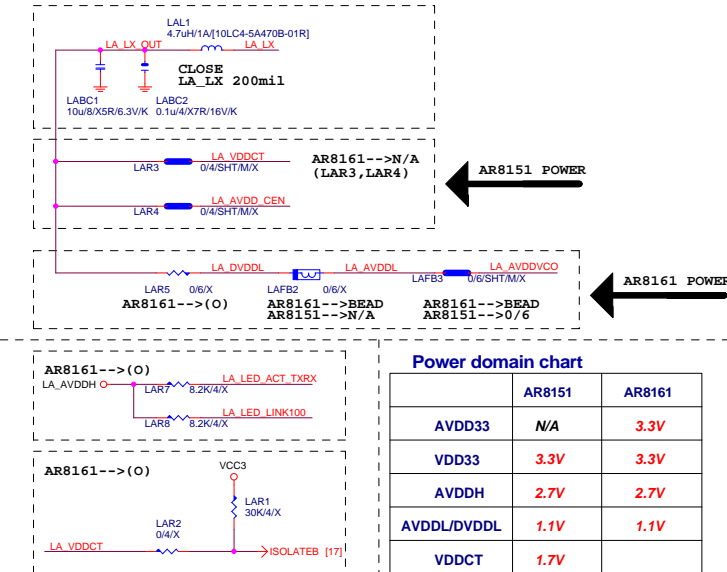 LAL1
4.7uH/1A/[10LC4-5A470B-01R]
LA_LX_OUT
LA_LX
CLOSE
LA_LX 200mil
LABC1
10u/8/X5R/6.3V/K
LABC2
0.1u/4/X7R/16V/K
LA_VDDCT
LAR3
0/4/SHT/M/X
AR8161-->N/A
(LAR3,LAR4)
LA_AVDD_CEN
LAR4
0/4/SHT/M/X
AR8151 POWER
LA_DVDDL
LA_AVDDL
LA_AVDDVCO
LAR5
0/6/X
LAFB2
0/6/X
LAFB3
0/6/SHT/M/X
AR8161-->(O)
AR8161-->BEAD
AR8151-->N/A
AR8161-->BEAD
AR8151-->0/6
AR8161 POWER
AR8161-->(O)
LA_AVDDH
LA_LED_ACT_TXRX
LAR7
8.2K/4/X
LA_LED_LINK100
LAR8
8.2K/4/X
AR8161-->(O)
VCC3
LAR1
30K/4/X
LAR2
0/4/X
LA_VDDCT
ISOLATEB [17]
Power domain chart
AR8151 AR8161
AVDD33 N/A 3.3V
VDD33 3.3V 3.3V
AVDDH 2.7V 2.7V
AVDDL/DVDDL 1.1V 1.1V
VDDCT 1.7V